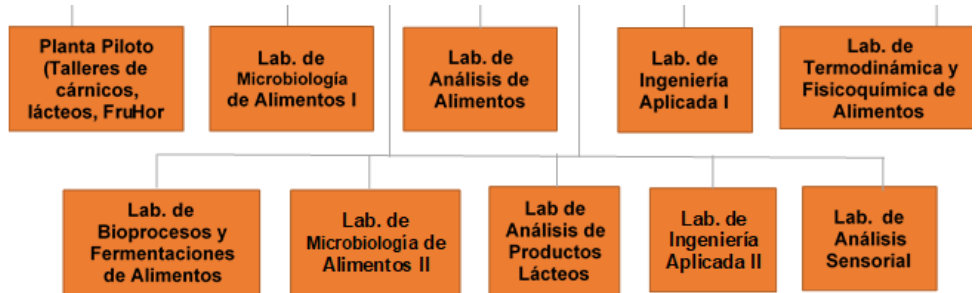 Planta Piloto
(Talleres de
cárnicos,
lácteos, FruHor
Lab. de
Microbiología
de Alimentos I
Lab. de
Análisis de
Alimentos
Lab. de
Ingeniería
Aplicada I
Lab. de
Termodinámica y
Fisicoquímica de
Alimentos
Lab. de
Bioprocesos y
Fermentaciones
de Alimentos
Lab. de
Microbiología de
Alimentos II
Lab de
Análisis de
Productos
Lácteos
Lab. de
Ingeniería
Aplicada II
Lab. de
Análisis
Sensorial